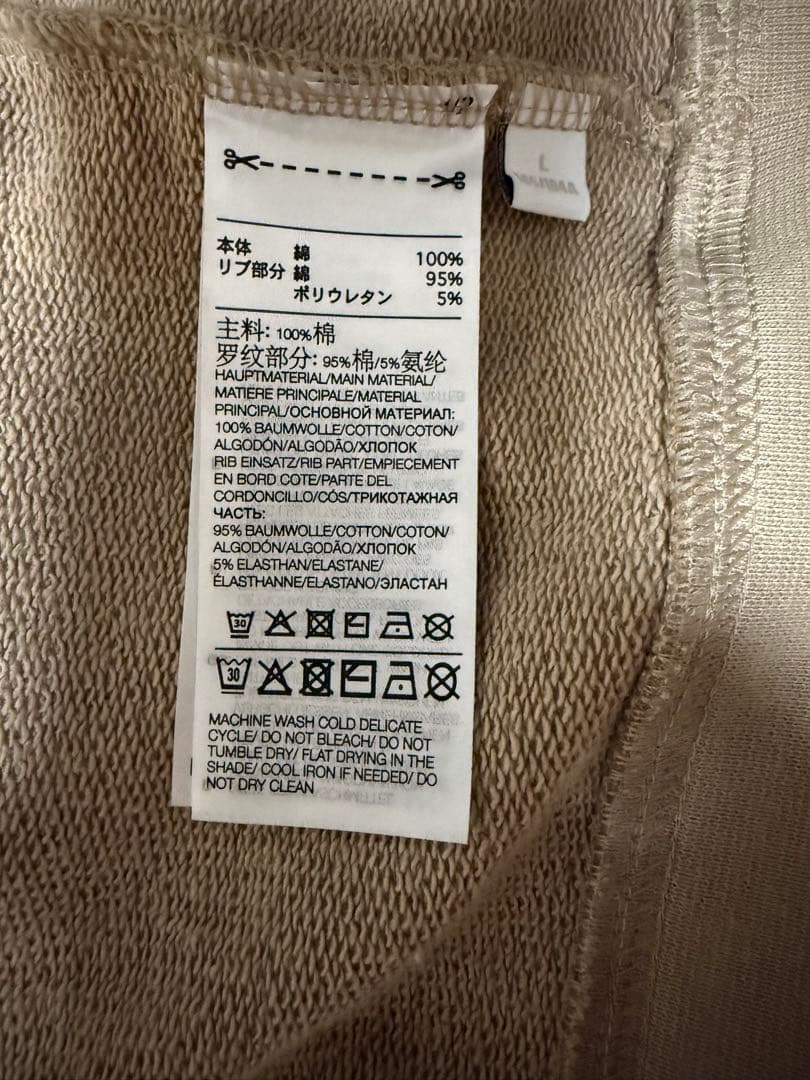 本体 綿 100%
リブ部分 綿 95%
ポリウレタン 5%
主料: 100%棉
罗纹部分: 95%棉/5%氨纶
HAUPTMATERIAL/MAIN MATERIAL/
MATIERE PRINCIPALE/MATERIAL
PRINCIPAL/ОСНОВНОЙ МАТЕРИАЛ:
100% BAUMWOLLE/COTTON/COTON/
ALGODÓN/ALGODÃO/ХЛОПОК
RIB EINSATZ/RIB PART/EMPIECEMENT
EN BORD COTE/PARTE DEL
CORDONCILLO/CÓS/ТРИКОТАЖНАЯ
ЧАСТЬ:
95% BAUMWOLLE/COTTON/COTON/
ALGODÓN/ALGODÃO/ХЛОПОК
5% ELASTHAN/ELASTANE/
ÉLASTHANNE/ELASTANO/ЭЛАСТАН
30
30
MACHINE WASH COLD DELICATE
CYCLE/ DO NOT BLEACH/ DO NOT
TUMBLE DRY/ FLAT DRYING IN THE
SHADE/ COOL IRON IF NEEDED/ DO
NOT DRY CLEAN